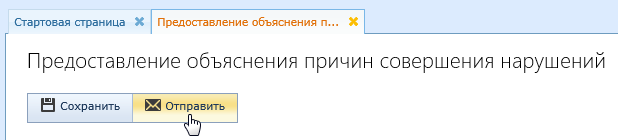 Стартовая страница Предоставление объяснения п...
Предоставление объяснения причин совершения нарушений
Сохранить Отправить